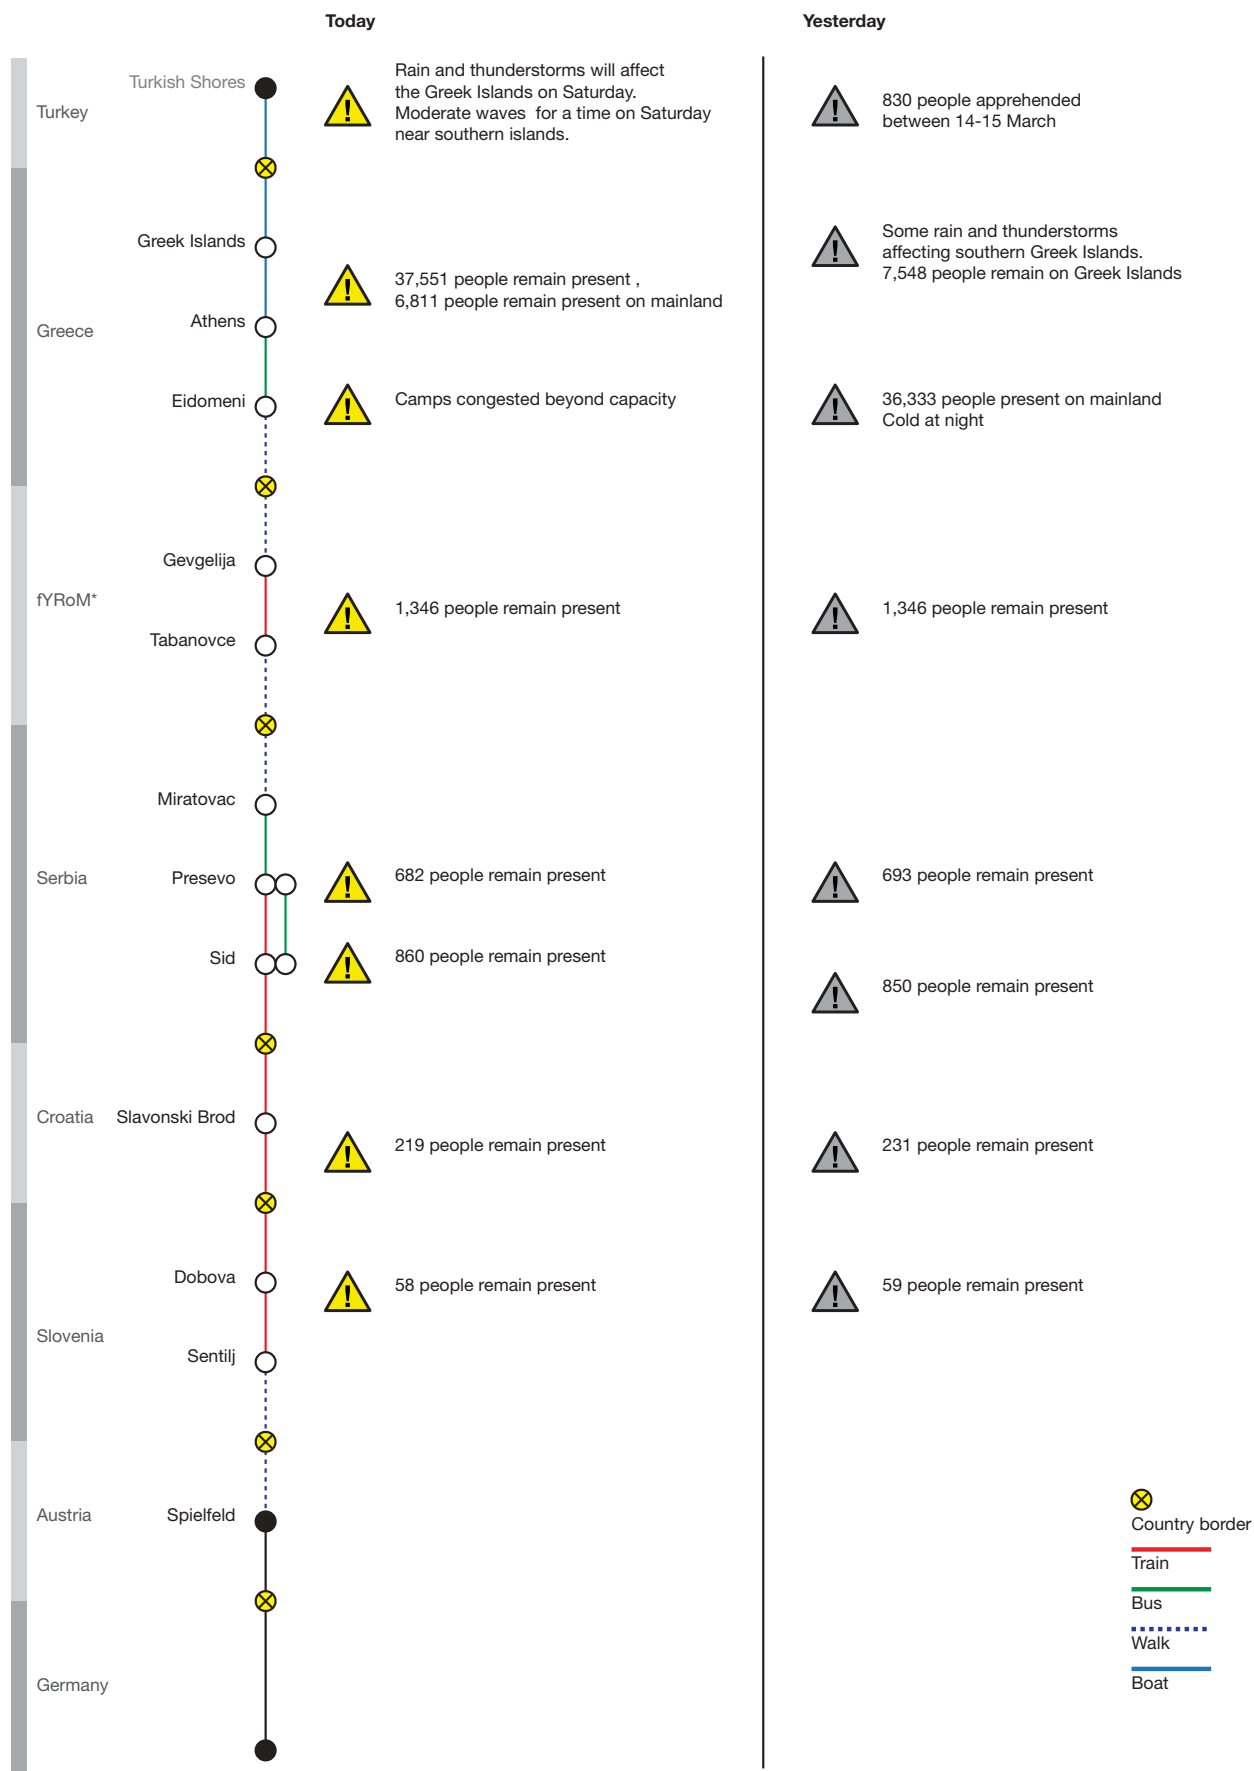 Today
Yesterday
Turkish Shores
Turkey
Rain and thunderstorms will affect
the Greek Islands on Saturday.
Moderate waves for a time on Saturday
near southern islands.
830 people apprehended
between 14-15 March
Greek Islands
Some rain and thunderstorms
affecting southern Greek Islands.
7,548 people remain on Greek Islands
37,551 people remain present ,
6,811 people remain present on mainland
Athens
Greece
Eidomeni
Camps congested beyond capacity
36,333 people present on mainland
Cold at night
Gevgelija
fYRoM*
1,346 people remain present
1,346 people remain present
Tabanovce
Miratovac
Serbia
Presevo
682 people remain present
693 people remain present
Sid
860 people remain present
850 people remain present
Croatia
Slavonski Brod
219 people remain present
231 people remain present
Dobova
58 people remain present
59 people remain present
Slovenia
Sentilj
Austria
Spielfeld
Germany
Country border
Train
Bus
Walk
Boat